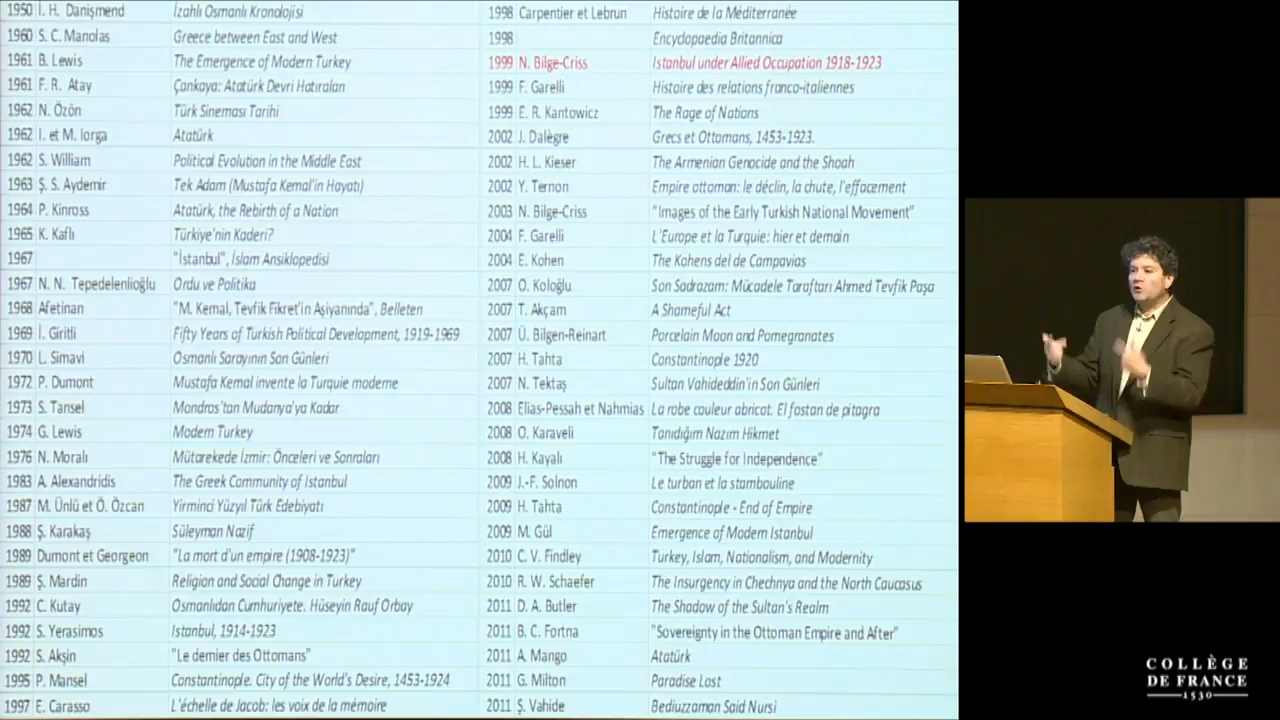 1950 İ. H. Danişmend İzahlı Osmanlı Kronolojisi
1960 S. C. Manolas Greece between East and West
1961 B. Lewis The Emergence of Modern Turkey
1961 F. R. Atay Çankaya: Atatürk Devri Hatıraları
1962 N. Özön Türk Sineması Tarihi
1962 I. et M. Iorga Atatürk
1962 S. William Political Evolution in the Middle East
1963 Ş. S. Aydemir Tek Adam (Mustafa Kemal'in Hayatı)
1964 P. Kinross Atatürk, the Rebirth of a Nation
1965 K. Kaflı Türkiye'nin Kaderi?
1967 "İstanbul", İslam Ansiklopedisi
1967 N. N. Tepedelenlioğlu Ordu ve Politika
1968 Afetinan "M. Kemal, Tevfik Fikret'in Aşiyanında", Belleten
1969 İ. Giritli Fifty Years of Turkish Political Development, 1919-1969
1970 L. Simavi Osmanlı Sarayının Son Günleri
1972 P. Dumont Mustafa Kemal invente la Turquie moderne
1973 S. Tansel Mondros'tan Mudanya'ya Kadar
1974 G. Lewis Modern Turkey
1976 N. Moralı Mütarekede İzmir: Önceleri ve Sonraları
1983 A. Alexandridis The Greek Community of Istanbul
1987 M. Ünlü et Ö. Özcan Yirminci Yüzyıl Türk Edebiyatı
1988 Ş. Karakaş Süleyman Nazif
1989 Dumont et Georgeon "La mort d'un empire (1908-1923)"
1989 Ş. Mardin Religion and Social Change in Turkey
1992 C. Kutay Osmanlıdan Cumhuriyete. Hüseyin Rauf Orbay
1992 S. Yerasimos Istanbul, 1914-1923
1992 S. Akşin "Le dernier des Ottomans"
1995 P. Mansel Constantinople. City of the World's Desire, 1453-1924
1997 E. Carasso L'échelle de Jacob: les voix de la mémoire
1998 Carpentier et Lebrun Histoire de la Méditerranée
1998 Encyclopaedia Britannica
1999 N. Bilge-Criss Istanbul under Allied Occupation 1918-1923
1999 F. Garelli Histoire des relations franco-italiennes
1999 E. R. Kantowicz The Rage of Nations
2002 J. Dalègre Grecs et Ottomans, 1453-1923.
2002 H. L. Kieser The Armenian Genocide and the Shoah
2002 Y. Ternon Empire ottoman: le déclin, la chute, l'effacement
2003 N. Bilge-Criss "Images of the Early Turkish National Movement"
2004 F. Garelli L'Europe et la Turquie: hier et demain
2004 E. Kohen The Kohens del de Campavias
2007 O. Koloğlu Son Sadrazam: Mücadele Taraftarı Ahmed Tevfik Paşa
2007 T. Akçam A Shameful Act
2007 Ü. Bilgen-Reinart Porcelain Moon and Pomegranates
2007 H. Tahta Constantinople 1920
2007 N. Tektaş Sultan Vahideddin'in Son Günleri
2008 Elias-Pessah et Nahmias La robe couleur abricot. El fostan de pitagra
2008 O. Karaveli Tanıdığım Nazım Hikmet
2008 H. Kayalı "The Struggle for Independence"
2009 J.-F. Solnon Le turban et la stambouline
2009 H. Tahta Constantinople - End of Empire
2009 M. Gül Emergence of Modern Istanbul
2010 C. V. Findley Turkey, Islam, Nationalism, and Modernity
2010 R. W. Schaefer The Insurgency in Chechnya and the North Caucasus
2011 D. A. Butler The Shadow of the Sultan's Realm
2011 B. C. Fortna "Sovereignty in the Ottoman Empire and After"
2011 A. Mango Atatürk
2011 G. Milton Paradise Lost
2011 Ş. Vahide Bediuzzaman Said Nursi
COLLÈGE
DE FRANCE
1530